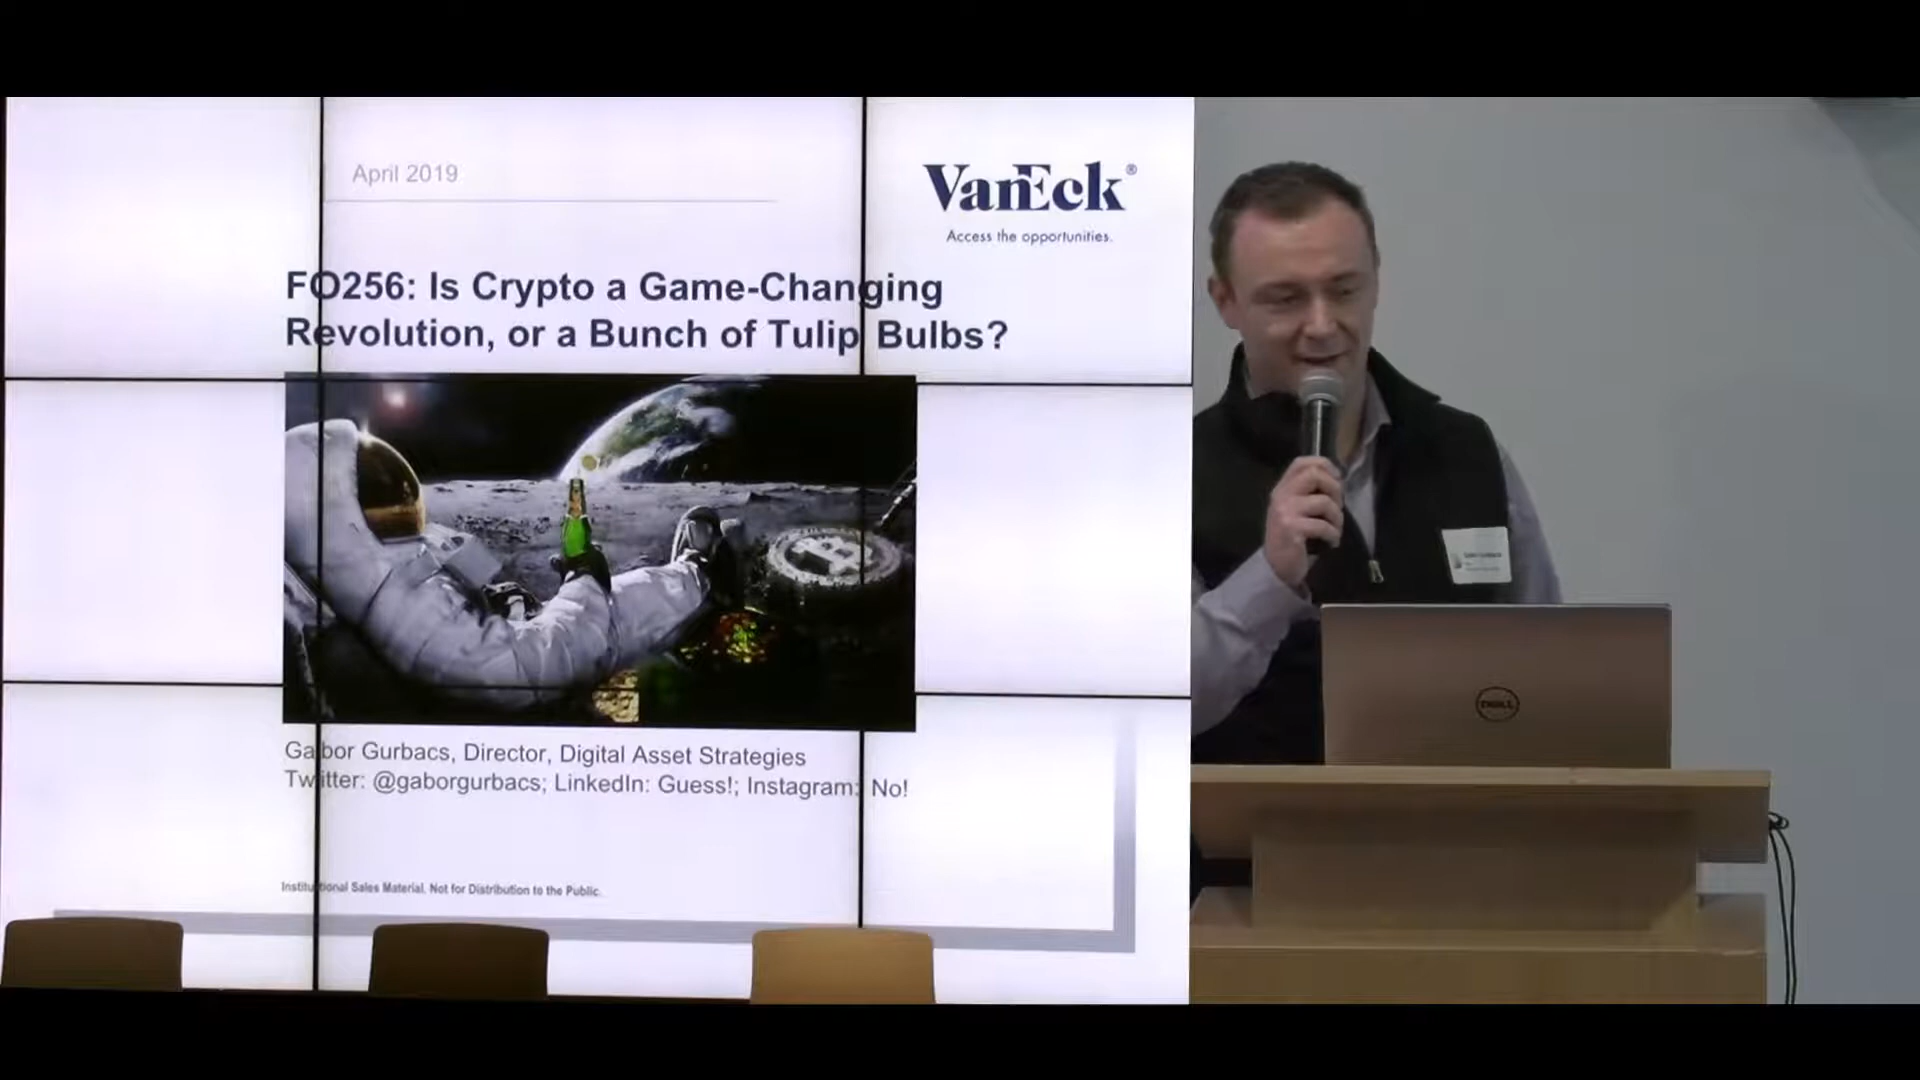 April 2019
VanEck®
Access the opportunities.
FO256: Is Crypto a Game-Changing
Revolution, or a Bunch of Tulip Bulbs?
Gabor Gurbacs, Director, Digital Asset Strategies
Twitter: @gaborgurbacs; LinkedIn: Guess!; Instagram: No!
Institutional Sales Material. Not for Distribution to the Public.
DELL